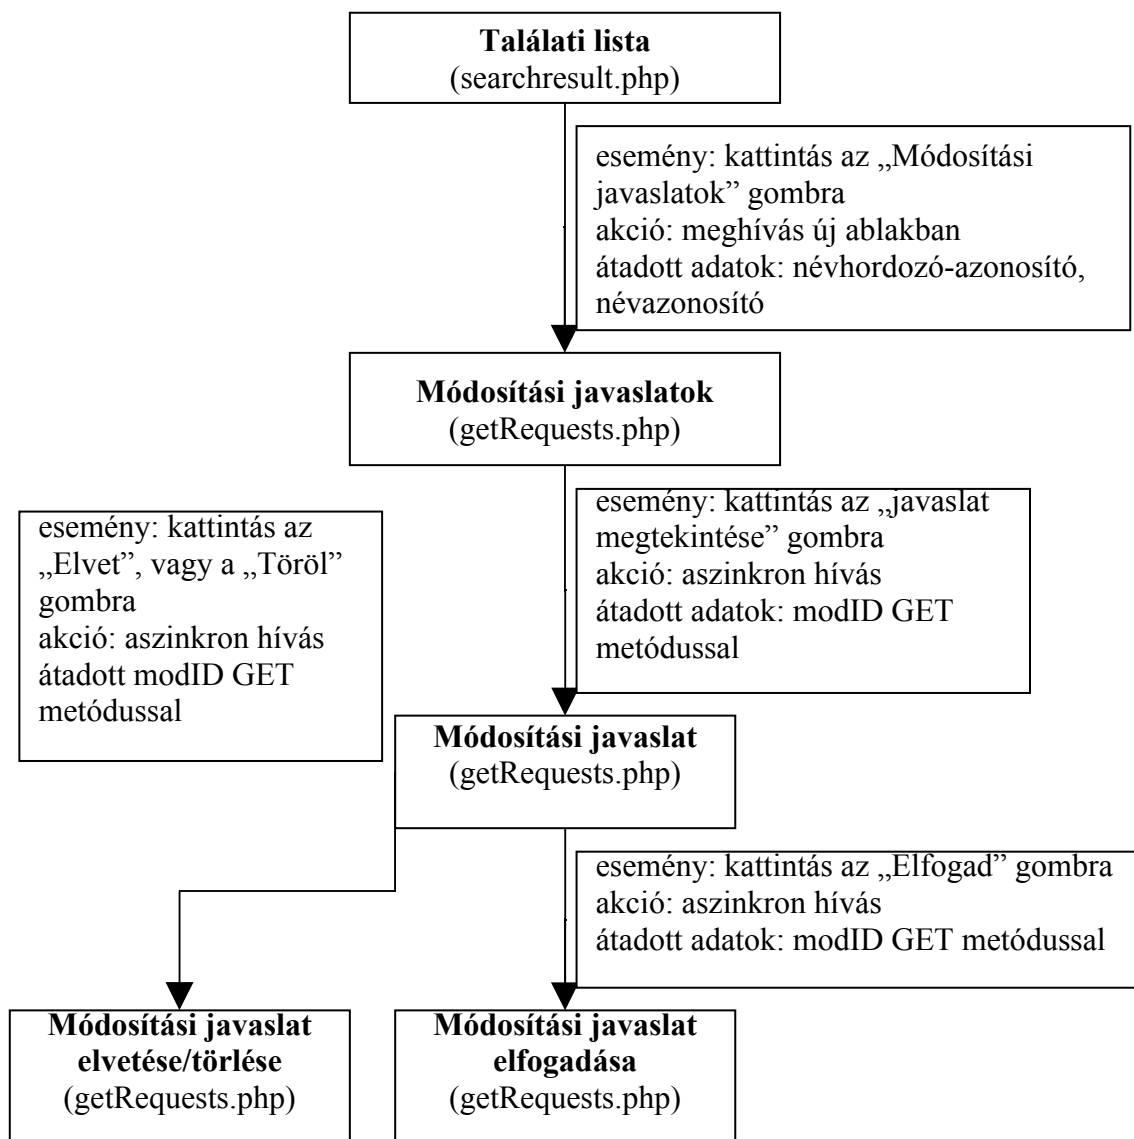 Találati lista
(searchresult.php)
esemény: kattintás az „Módosítási
javaslatok” gombra
akció: meghívás új ablakban
átadott adatok: névhordozó-azonosító,
névazonosító
Módosítási javaslatok
(getRequests.php)
esemény: kattintás az „javaslat
megtekintése” gombra
akció: aszinkron hívás
átadott adatok: modID GET
metódussal
esemény: kattintás az
„Elvet”, vagy a „Töröl”
gombra
akció: aszinkron hívás
átadott modID GET
metódussal
Módosítási javaslat
(getRequests.php)
esemény: kattintás az „Elfogad” gombra
akció: aszinkron hívás
átadott adatok: modID GET metódussal
Módosítási javaslat
elvetése/törlése
(getRequests.php)
Módosítási javaslat
elfogadása
(getRequests.php)